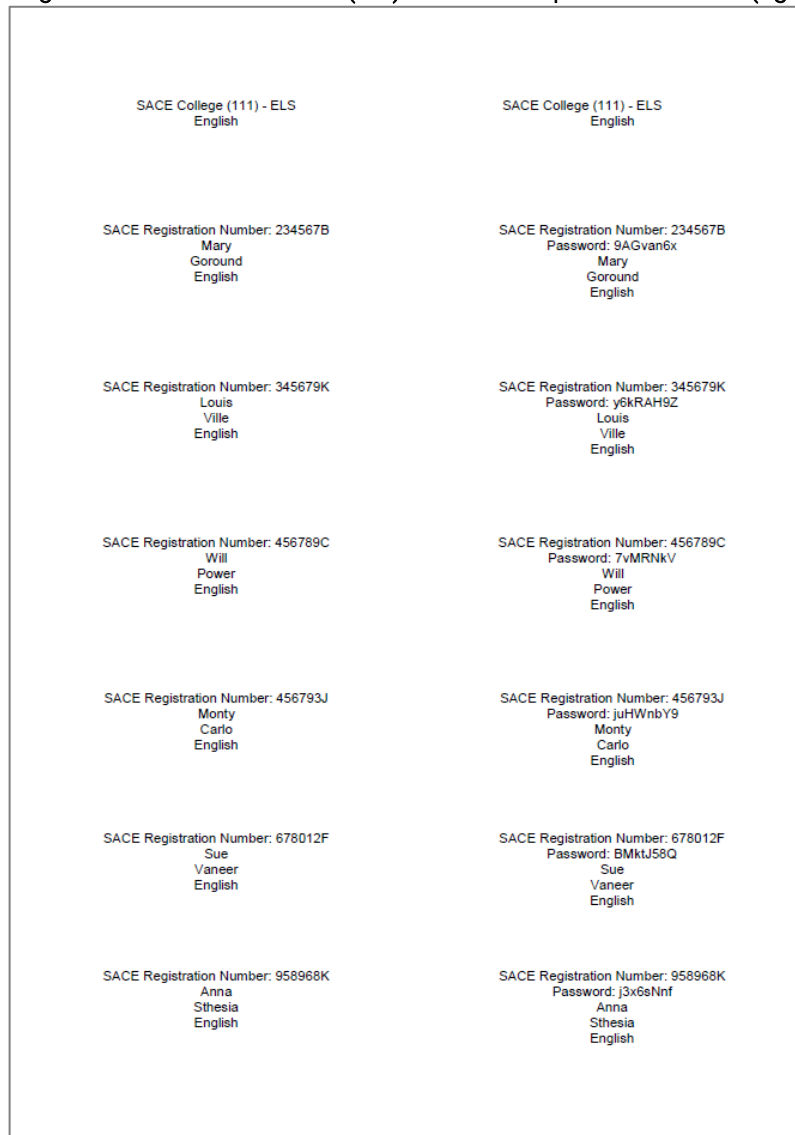 SACE College (111) - ELS
English
SACE College (111) - ELS
English
SACE Registration Number: 234567B
Mary
Goround
English
SACE Registration Number: 234567B
Password: 9AGvan6x
Mary
Goround
English
SACE Registration Number: 345679K
Louis
Ville
English
SACE Registration Number: 345679K
Password: y6kRAH9Z
Louis
Ville
English
SACE Registration Number: 456789C
Will
Power
English
SACE Registration Number: 456789C
Password: 7vMRNkV
Will
Power
English
SACE Registration Number: 456793J
Monty
Carlo
English
SACE Registration Number: 456793J
Password: juHWnbY9
Monty
Carlo
English
SACE Registration Number: 678012F
Sue
Vaneer
English
SACE Registration Number: 678012F
Password: BMktJ58Q
Sue
Vaneer
English
SACE Registration Number: 958968K
Anna
Sthesia
English
SACE Registration Number: 958968K
Password: j3x6sNnf
Anna
Sthesia
English